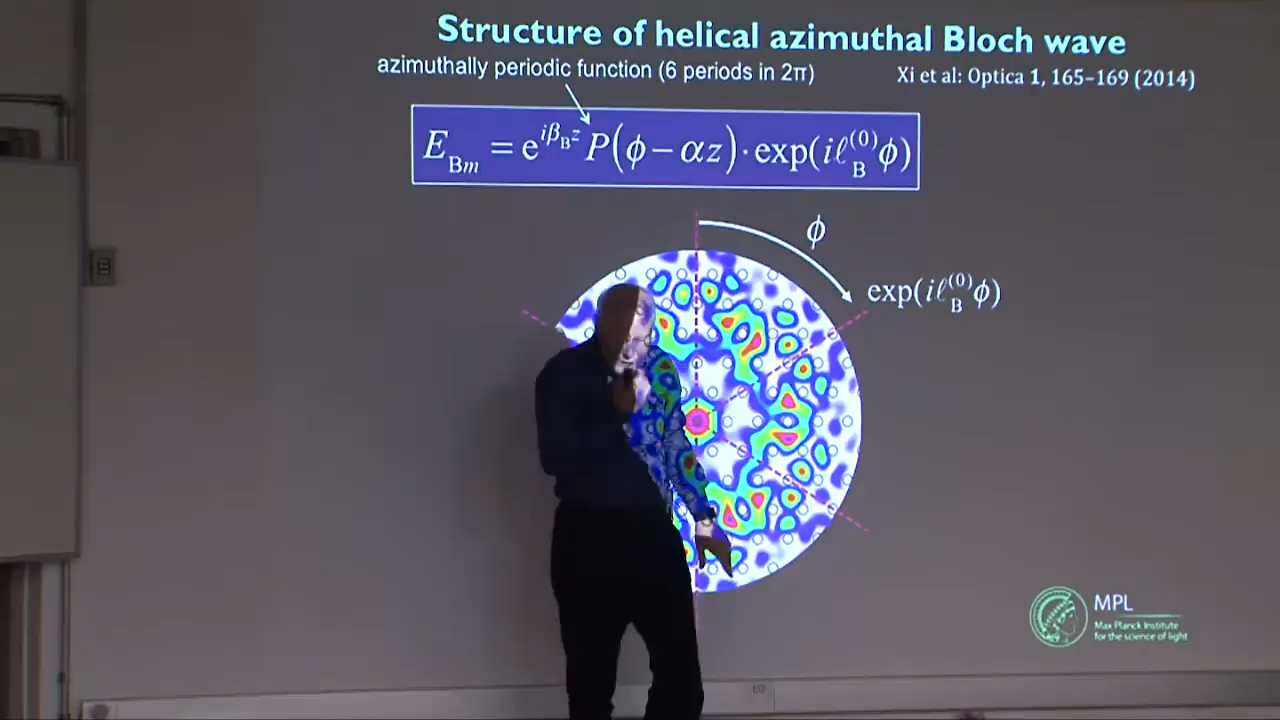 Structure of helical azimuthal Bloch wave
azimuthally periodic function (6 periods in 2π)
Xi et al: Optica 1, 165–169 (2014)
E_{Bm} = e^{iβ_B z} P(ϕ − αz) · exp(iℓ_B^{(0)} ϕ)
ϕ
exp(iℓ_B^{(0)} ϕ)
MPL
Max Planck Institute
for the science of light